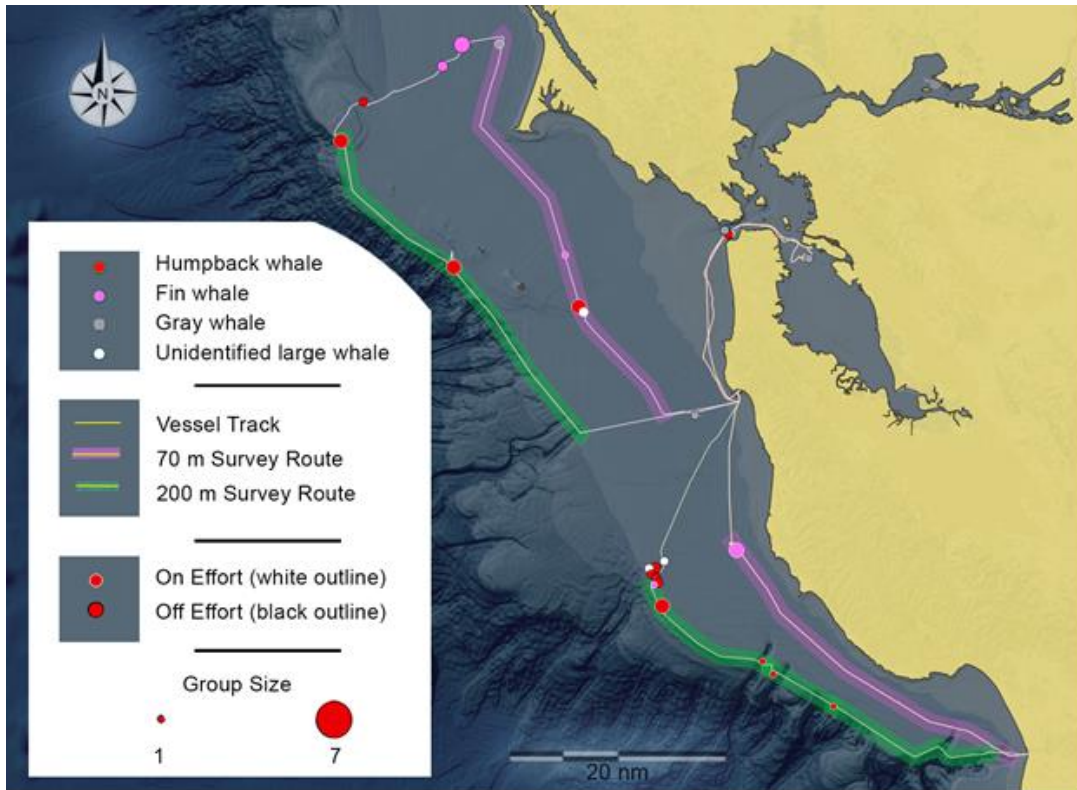 N
Humpback whale
Fin whale
Gray whale
Unidentified large whale
Vessel Track
70 m Survey Route
200 m Survey Route
On Effort (white outline)
Off Effort (black outline)
Group Size
1 7
20 nm